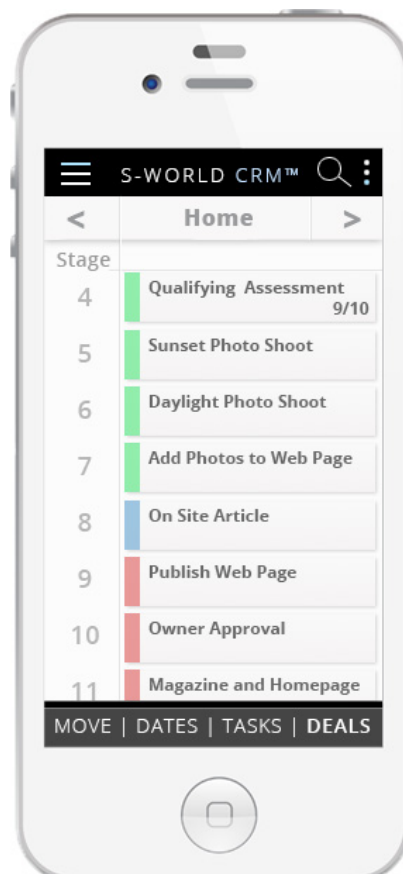 S-WORLD CRM™
< Home >
Stage
4 Qualifying Assessment
9/10
5 Sunset Photo Shoot
6 Daylight Photo Shoot
7 Add Photos to Web Page
8 On Site Article
9 Publish Web Page
10 Owner Approval
11 Magazine and Homepage
MOVE | DATES | TASKS | DEALS